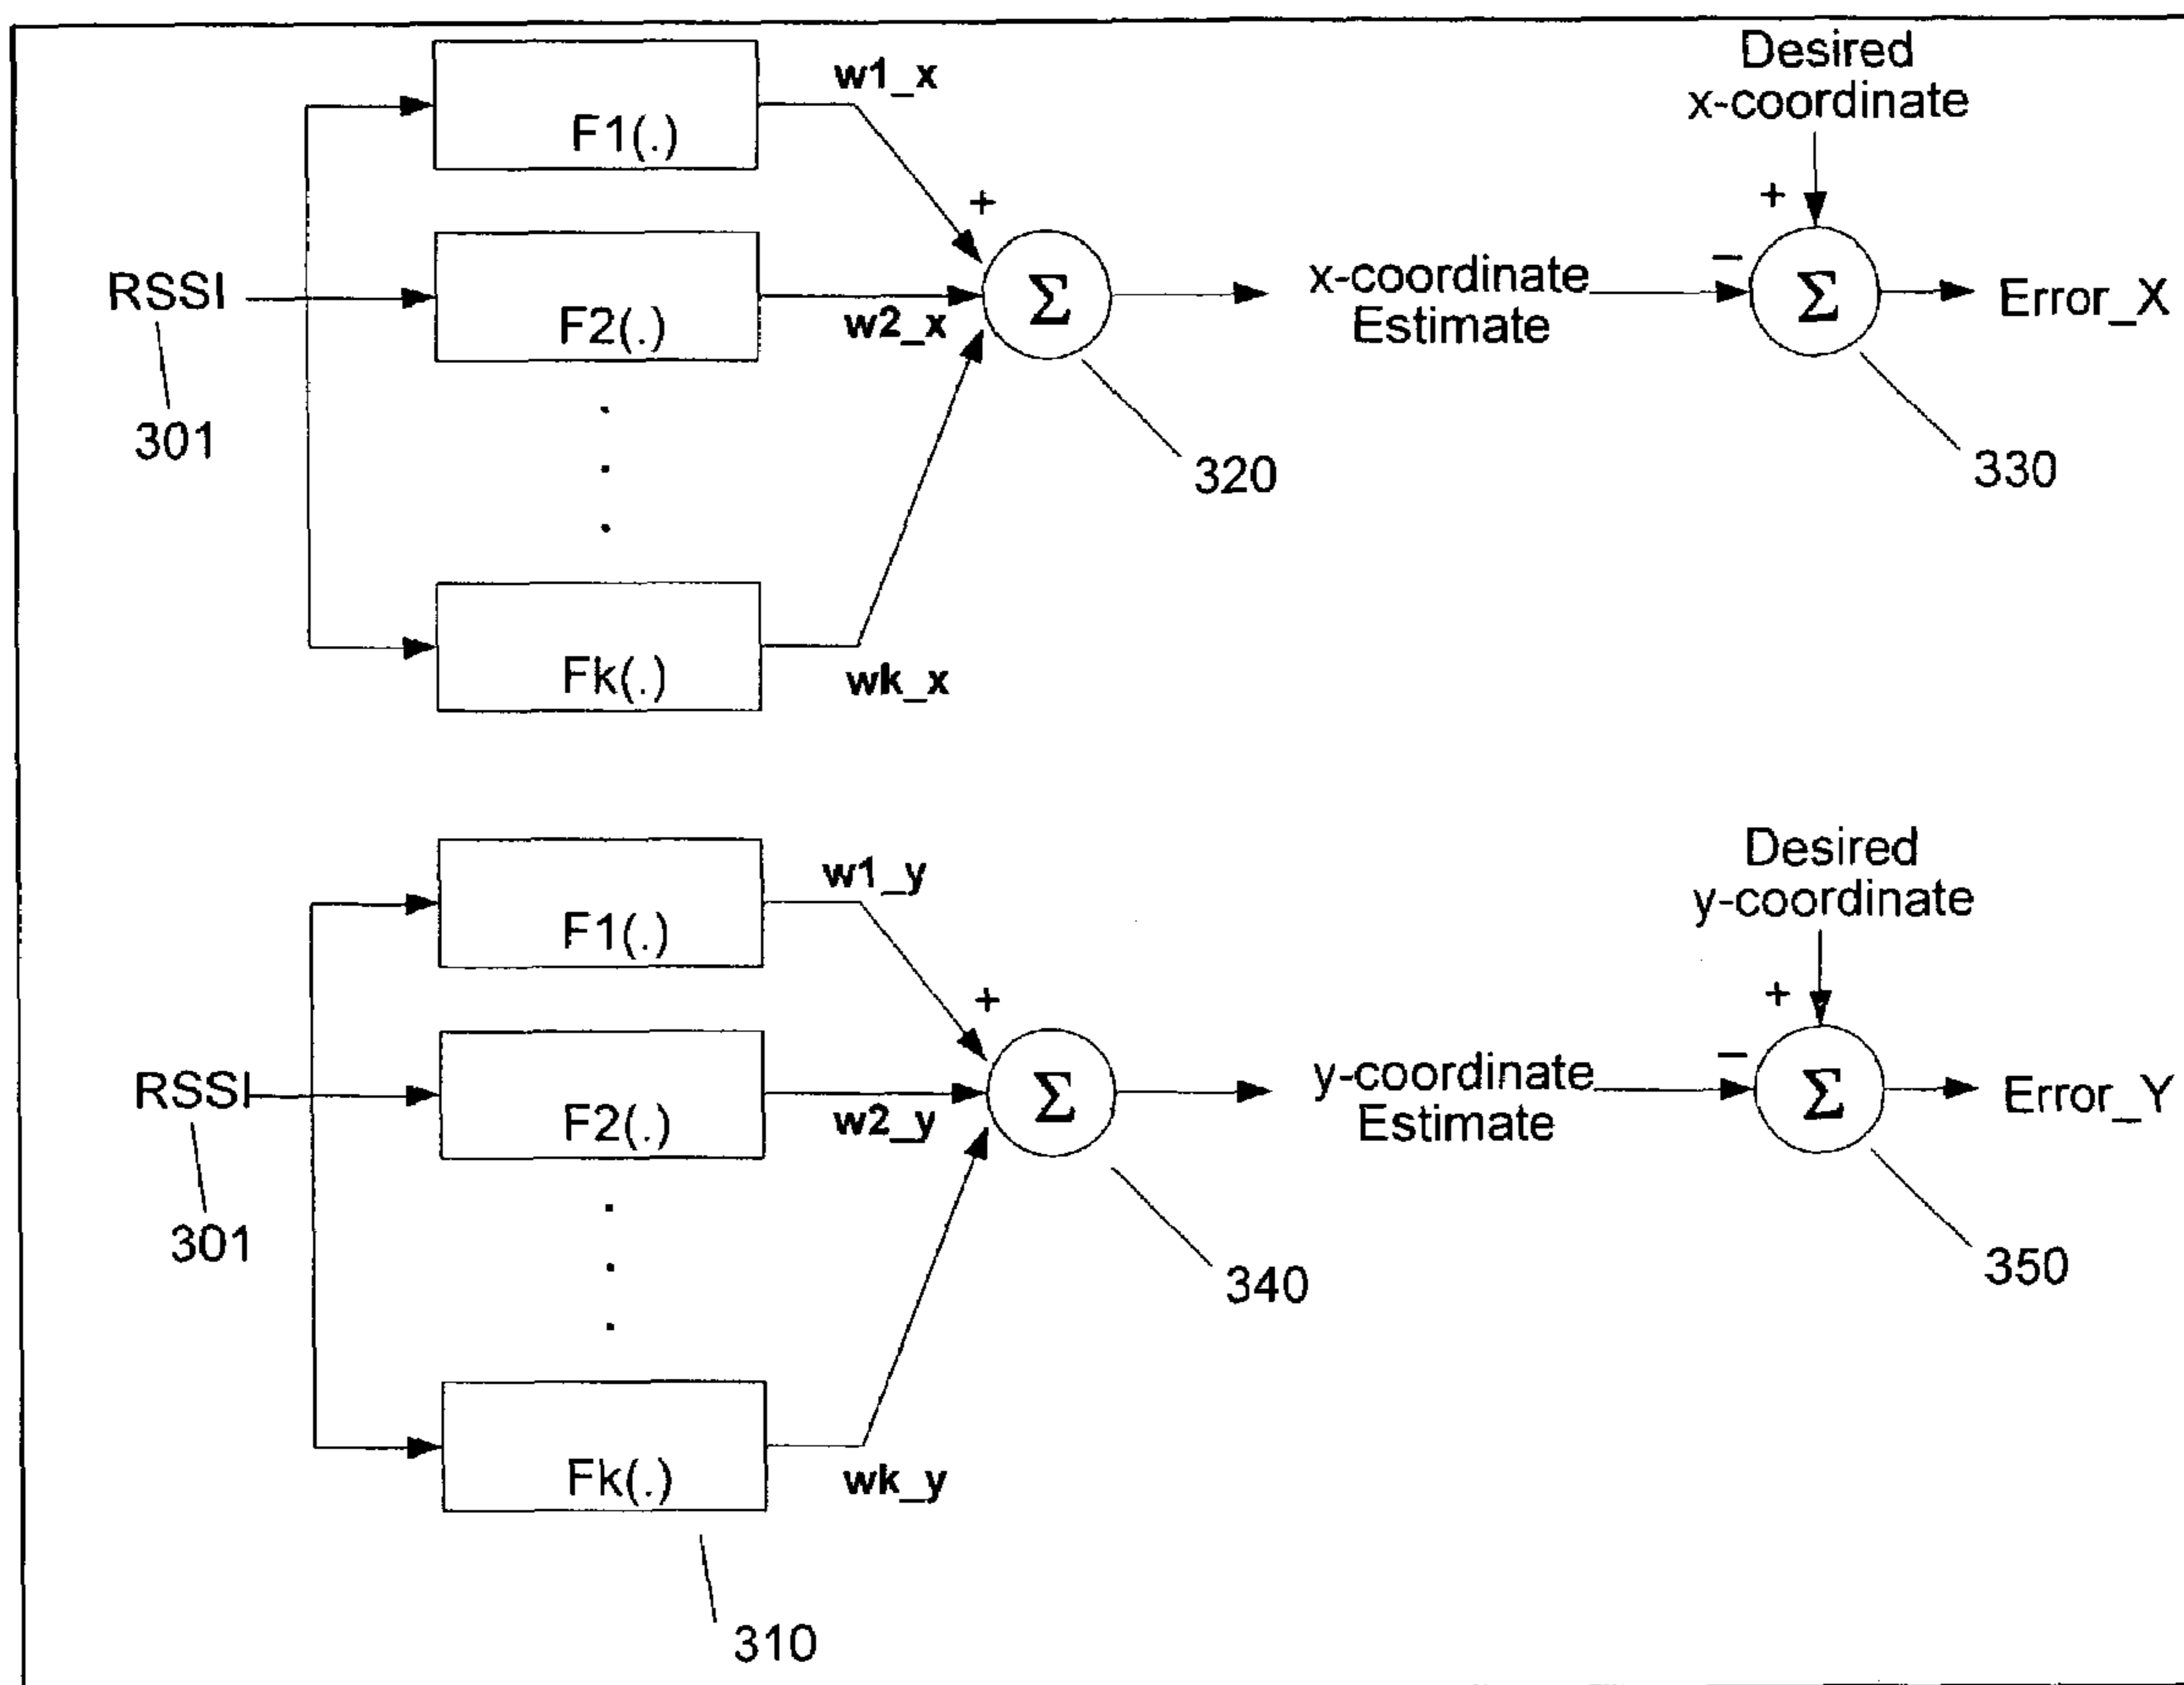 Desired
x-coordinate
w1_x
F1(.)
+
+
RSSI
F2(.)
w2_x
Σ
x-coordinate
Estimate
−
Σ
Error_X
301
320
330
Fk(.)
wk_x
Desired
y-coordinate
w1_y
F1(.)
+
+
RSSI
F2(.)
w2_y
Σ
y-coordinate
Estimate
−
Σ
Error_Y
301
340
350
Fk(.)
wk_y
310